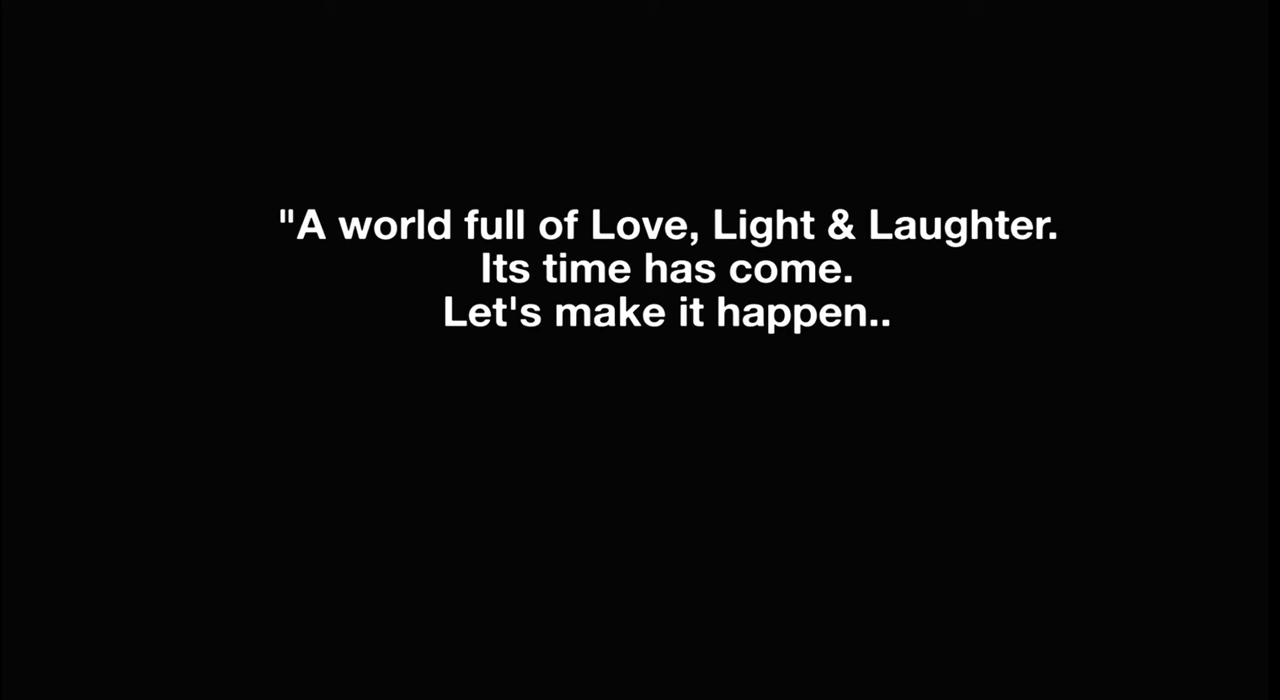 "A world full of Love, Light & Laughter.
Its time has come.
Let's make it happen..